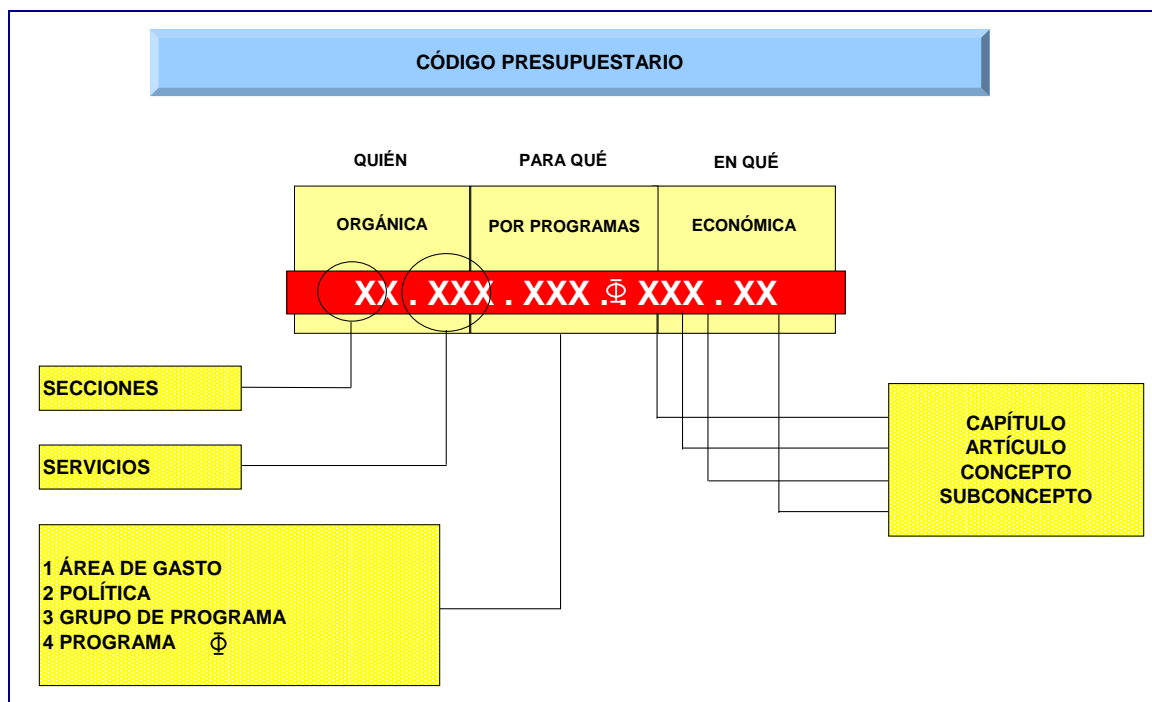 CÓDIGO PRESUPUESTARIO
QUIÉN PARA QUÉ EN QUÉ
ORGÁNICA POR PROGRAMAS ECONÓMICA
XX . XXX . XXX . Φ . XXX . XX
SECCIONES
SERVICIOS
1 ÁREA DE GASTO
2 POLÍTICA
3 GRUPO DE PROGRAMA
4 PROGRAMA Φ
CAPÍTULO
ARTÍCULO
CONCEPTO
SUBCONCEPTO